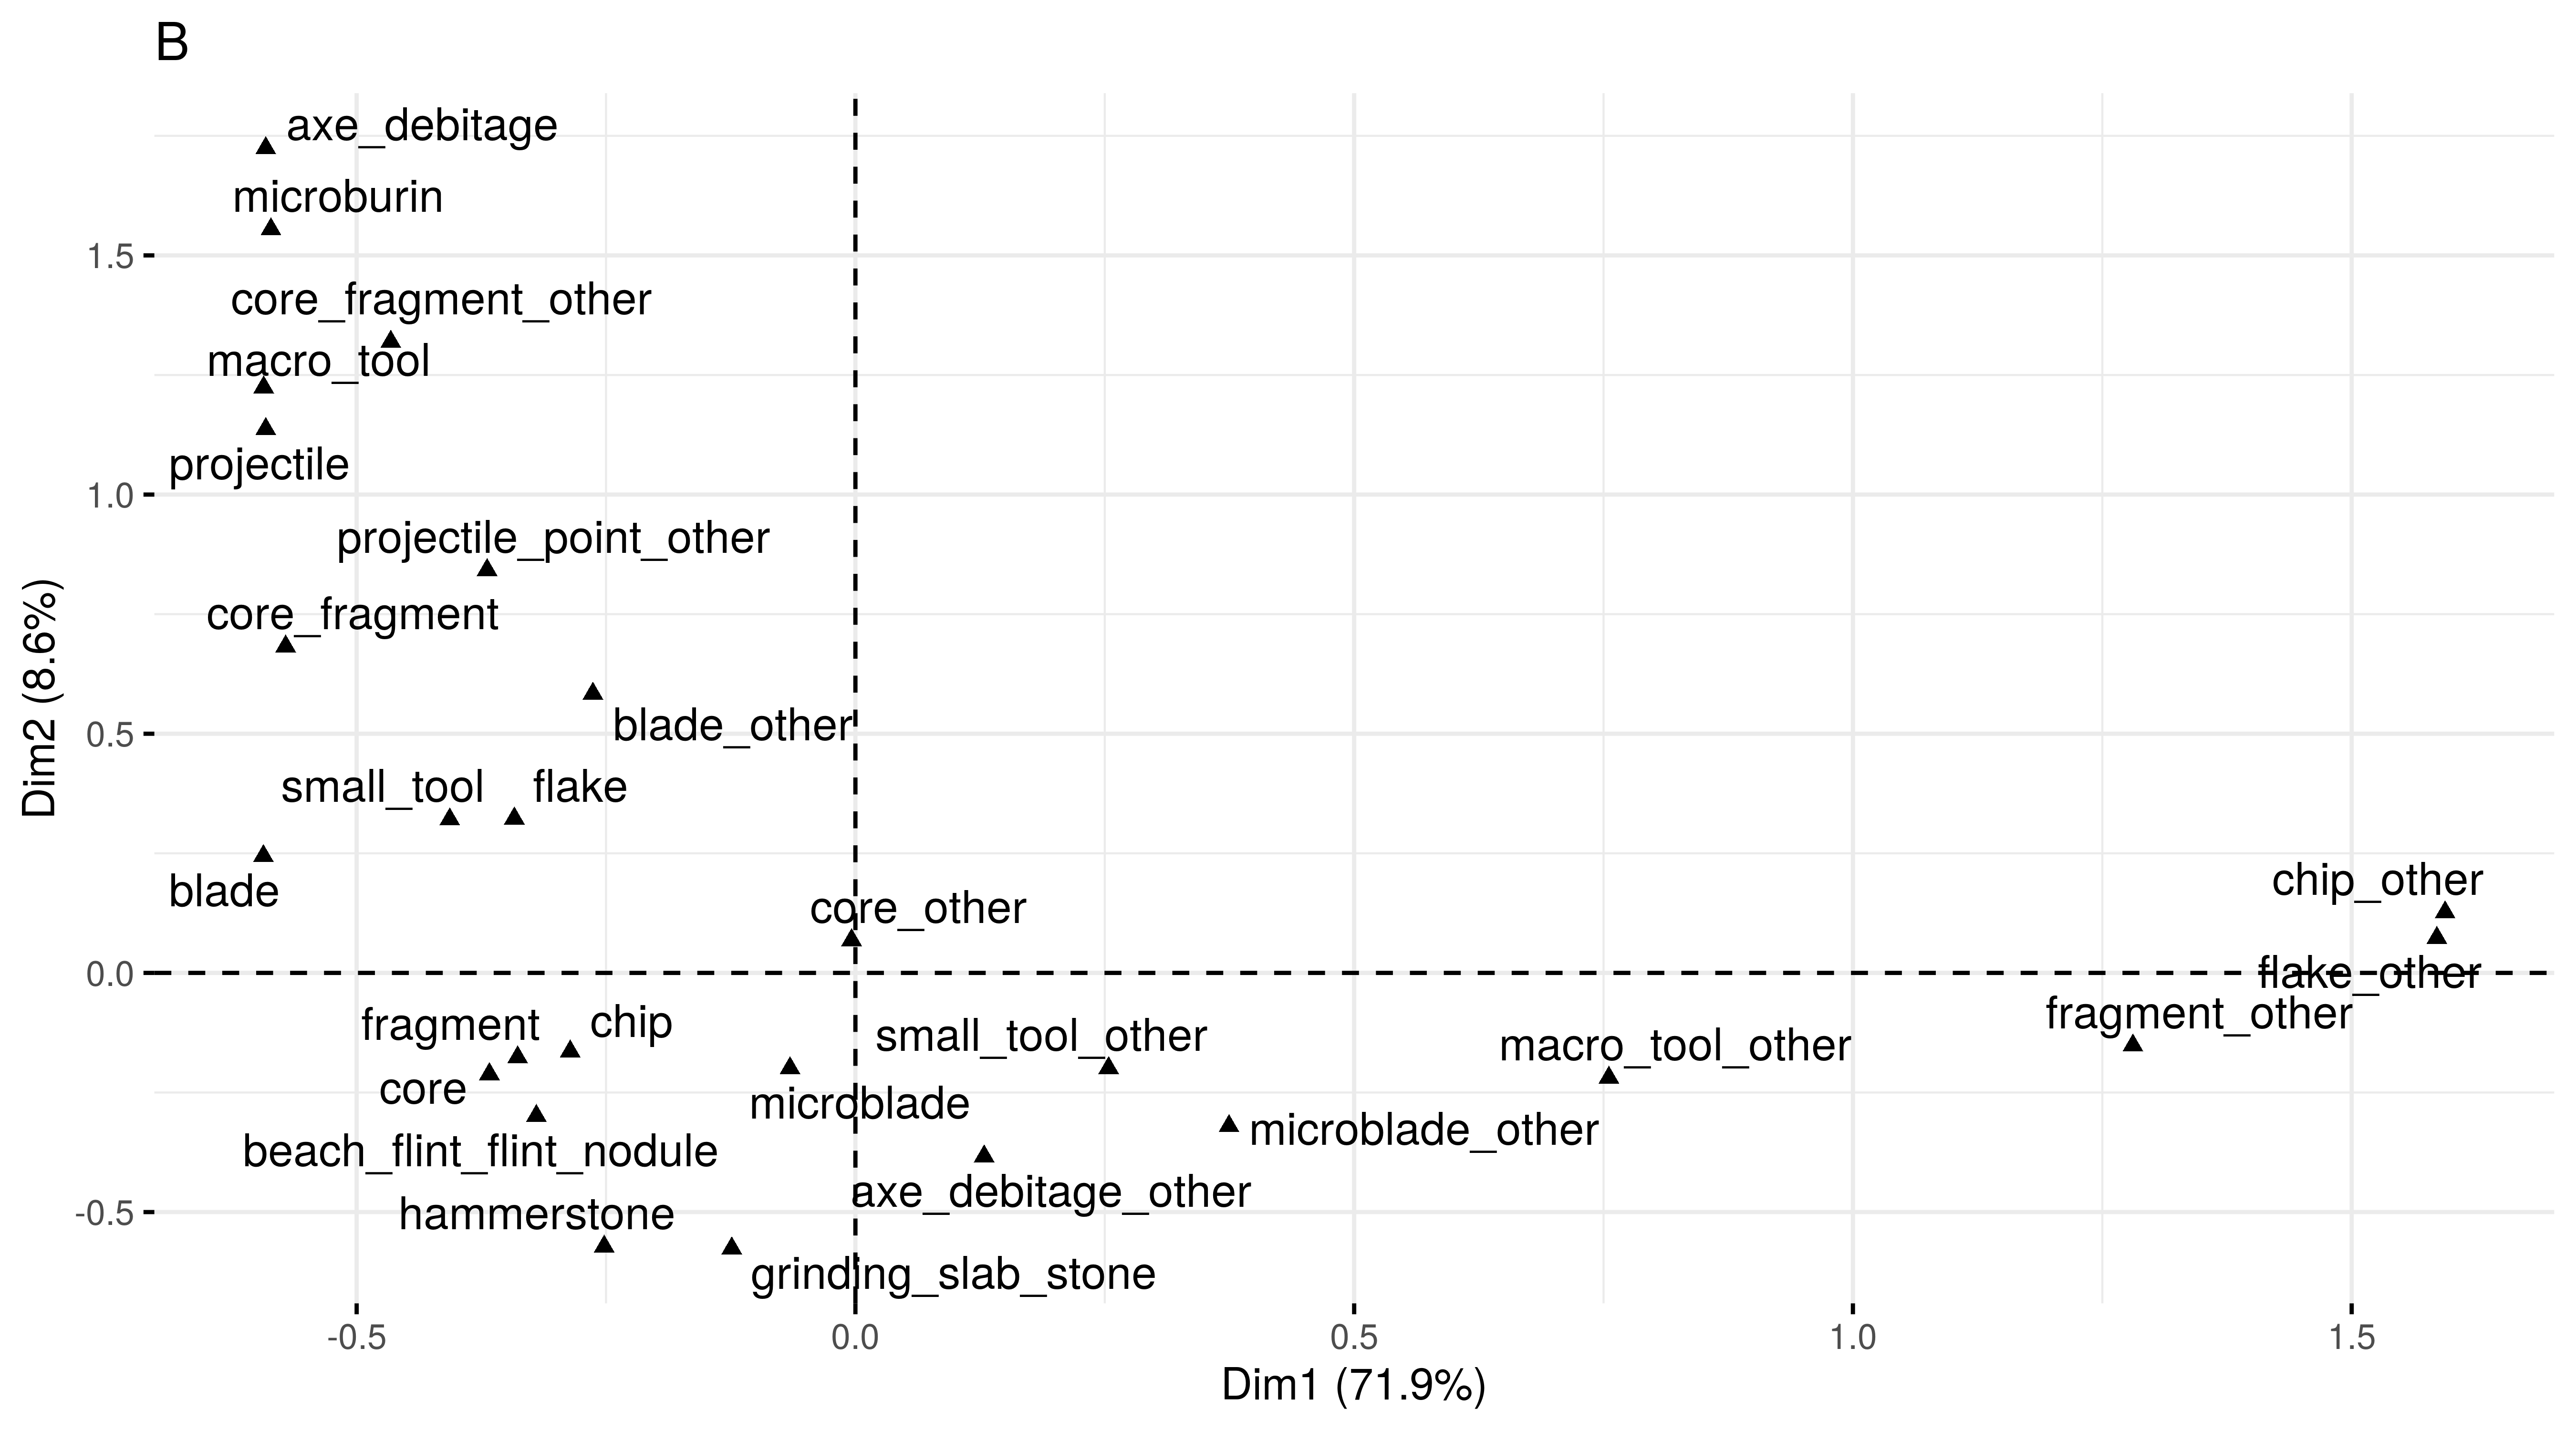 B
axe_debitage
microburin
1.5
core_fragment_other
macro_tool
projectile
1.0
projectile_point_other
core_fragment
Dim2 (8.6%)
0.5
blade_other
small_tool
flake
blade
chip_other
core_other
0.0
flake_other
fragment
chip
small_tool_other
macro_tool_other
fragment_other
core
microblade
microblade_other
beach_flint_flint_nodule
axe_debitage_other
-0.5
hammerstone
grinding_slab_stone
-0.5
0.0
0.5
1.0
1.5
Dim1 (71.9%)